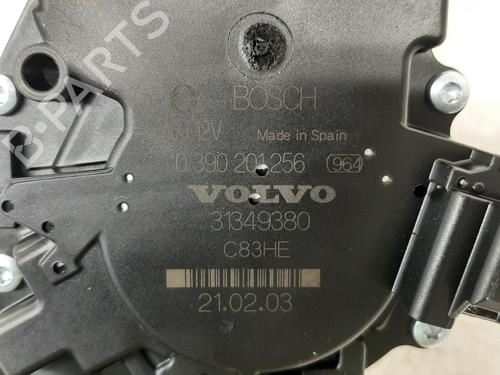 BOSCH
12V Made in Spain
0 390 201 256 964
VOLVO
31349380
C83HE
21.02.03
B-PARTS